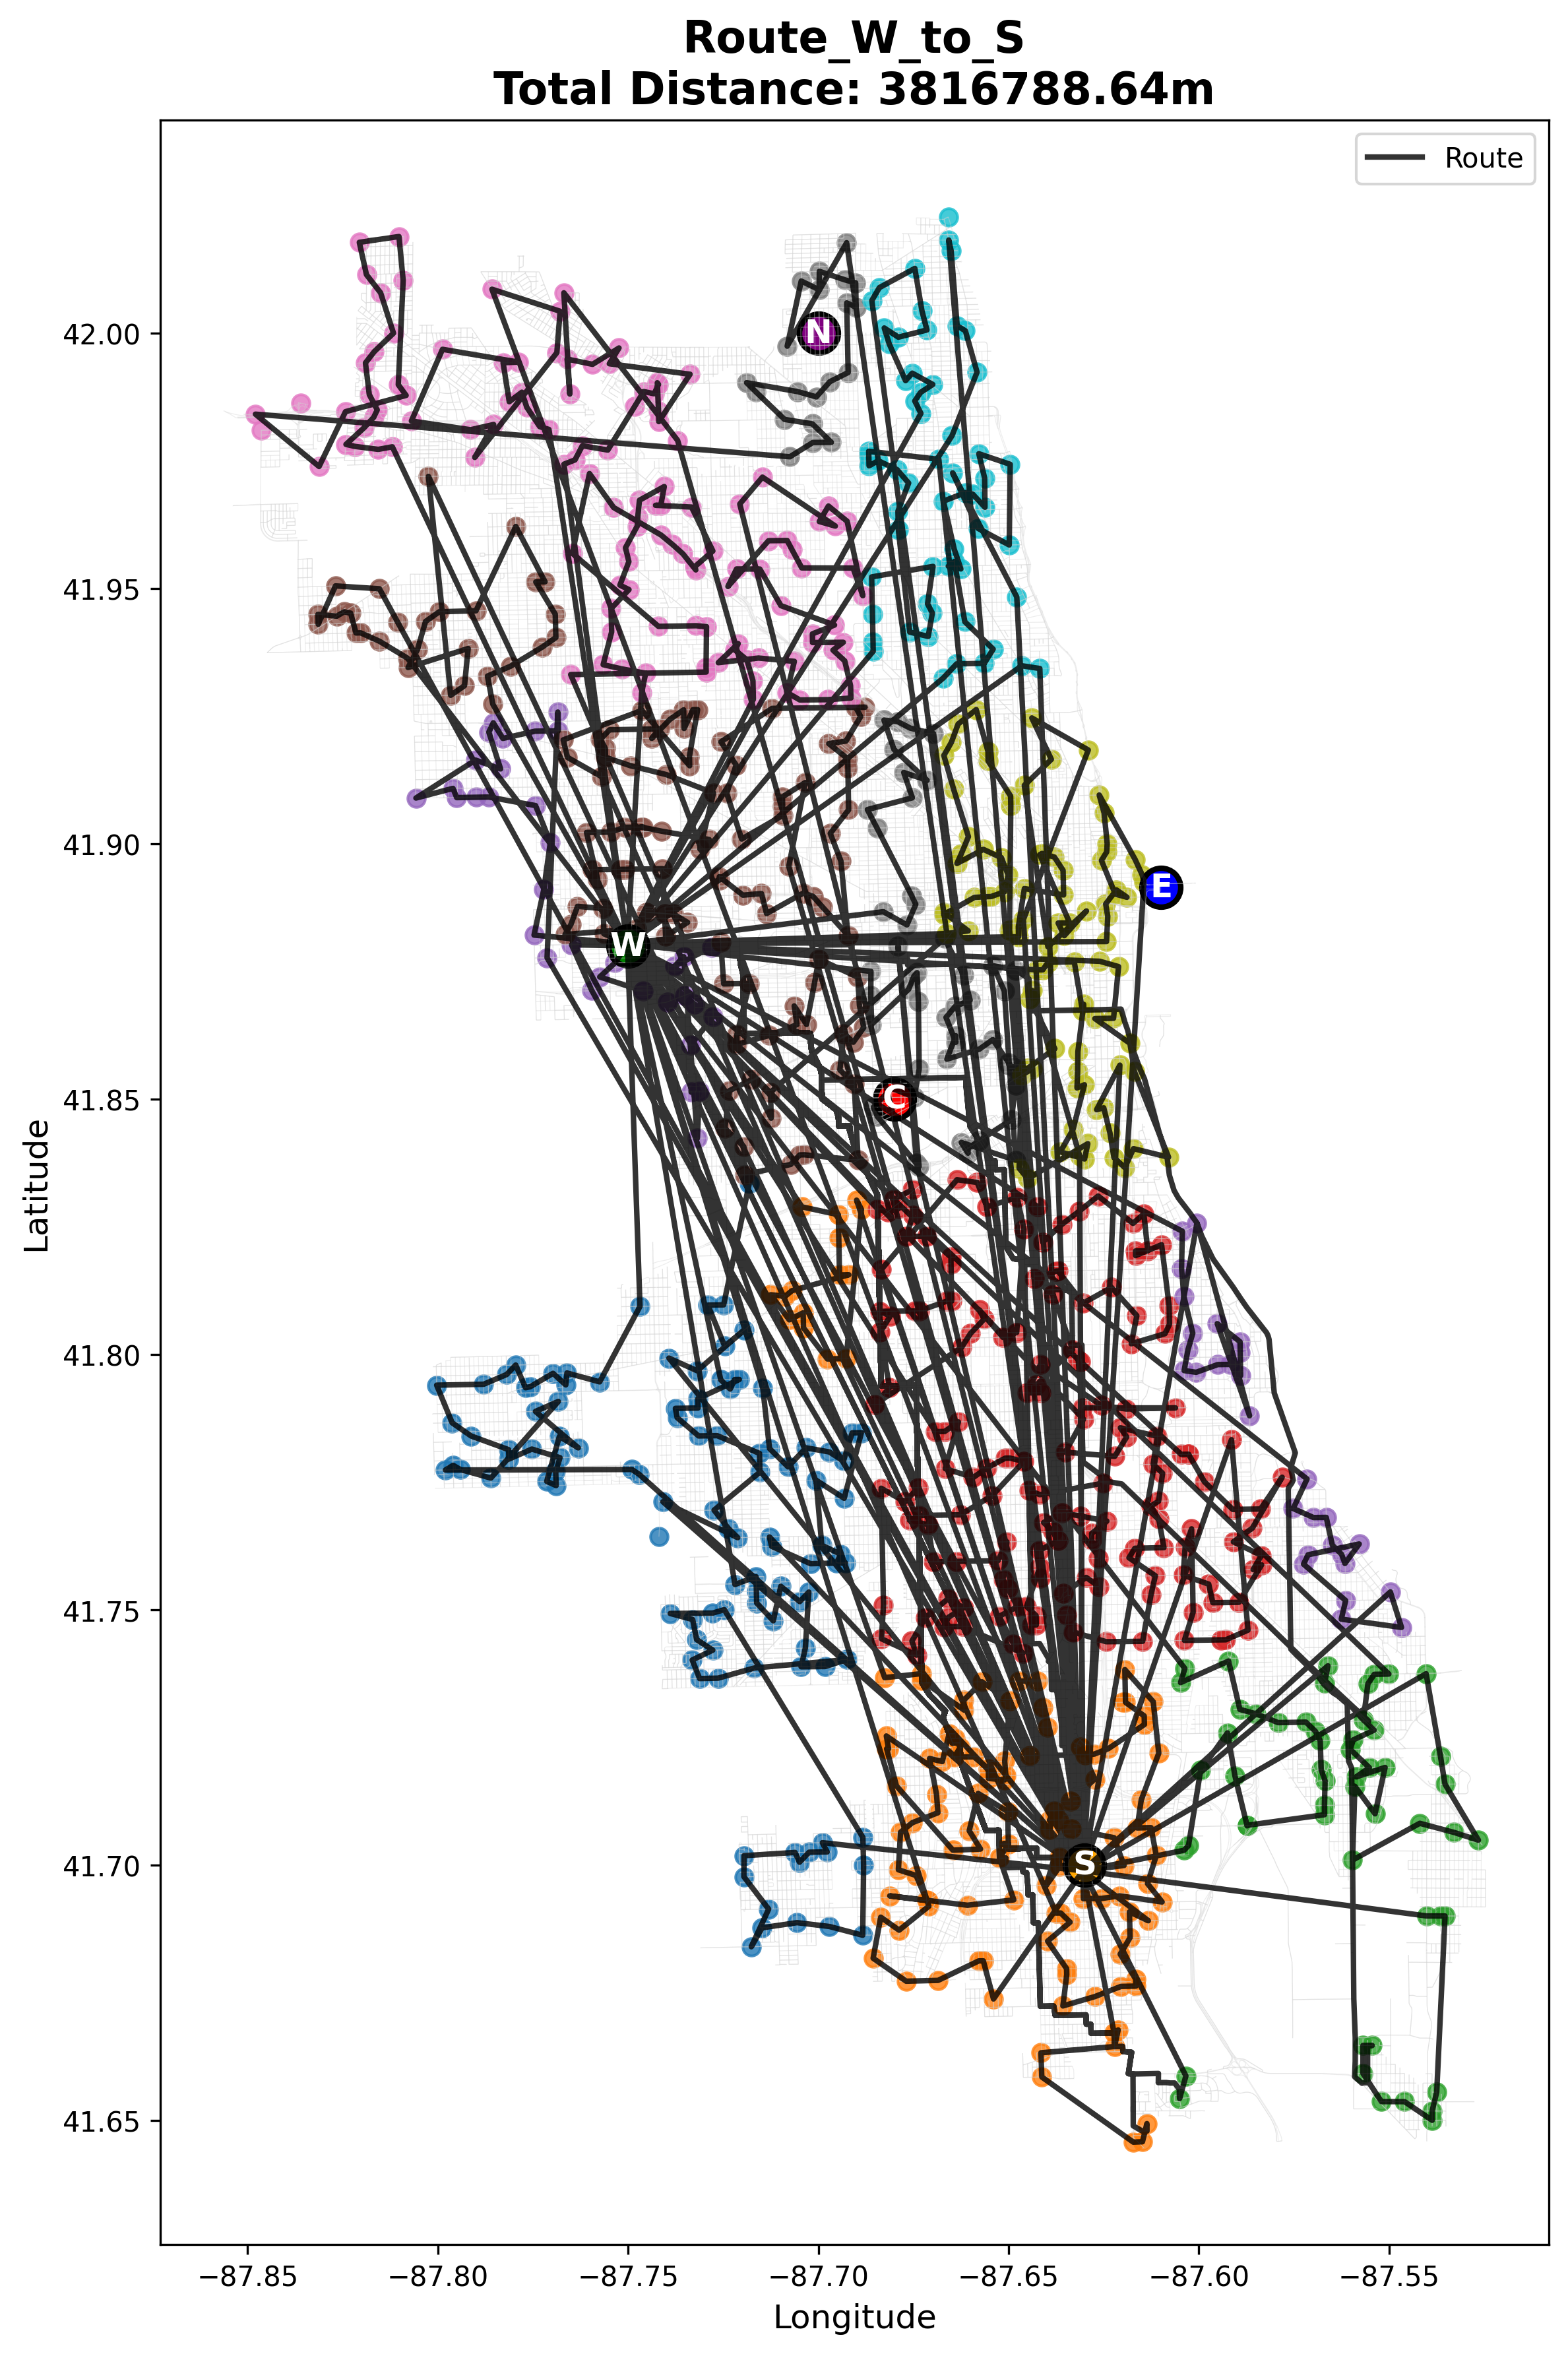 Route_W_to_S
Total Distance: 3816788.64m
Route
N
E
W
C
S
42.00
41.95
41.90
41.85
41.80
41.75
41.70
41.65
Latitude
−87.85
−87.80
−87.75
−87.70
−87.65
−87.60
−87.55
Longitude